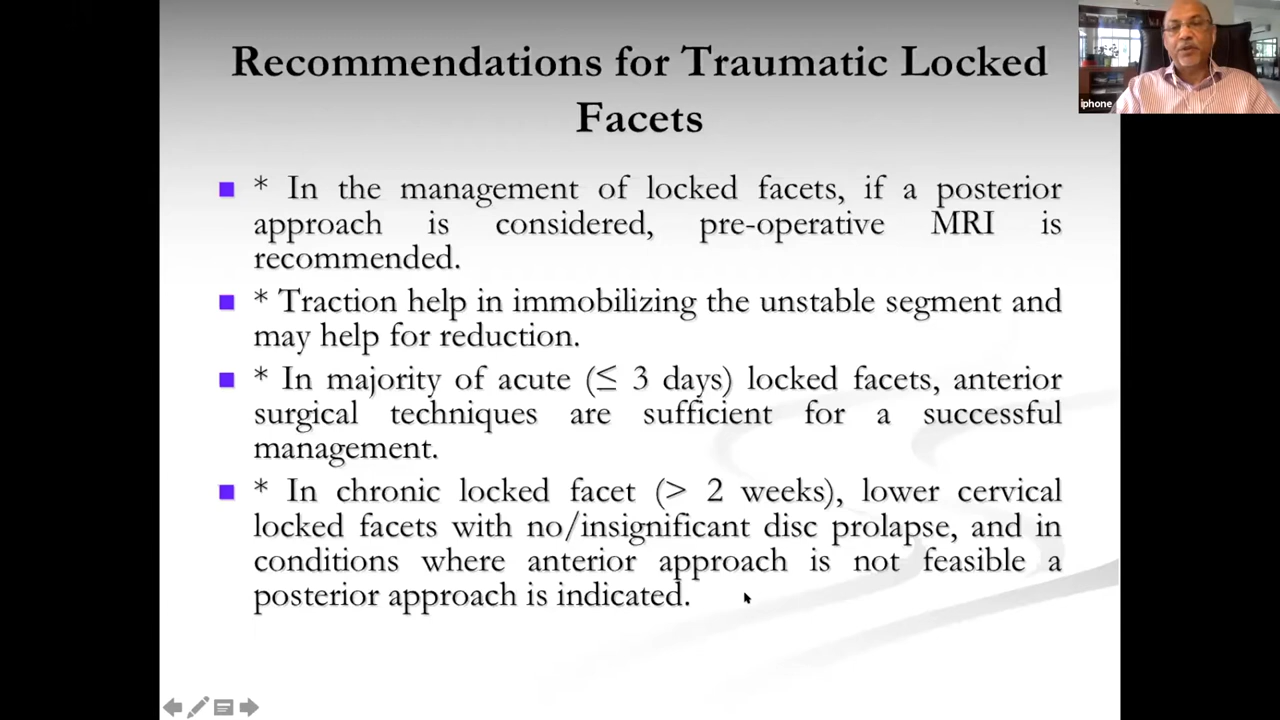 Recommendations for Traumatic Locked
Facets
* In the management of locked facets, if a posterior
approach is considered, pre-operative MRI is
recommended.
* Traction help in immobilizing the unstable segment and
may help for reduction.
* In majority of acute (≤ 3 days) locked facets, anterior
surgical techniques are sufficient for a successful
management.
* In chronic locked facet (> 2 weeks), lower cervical
locked facets with no/insignificant disc prolapse, and in
conditions where anterior approach is not feasible a
posterior approach is indicated.
iphone